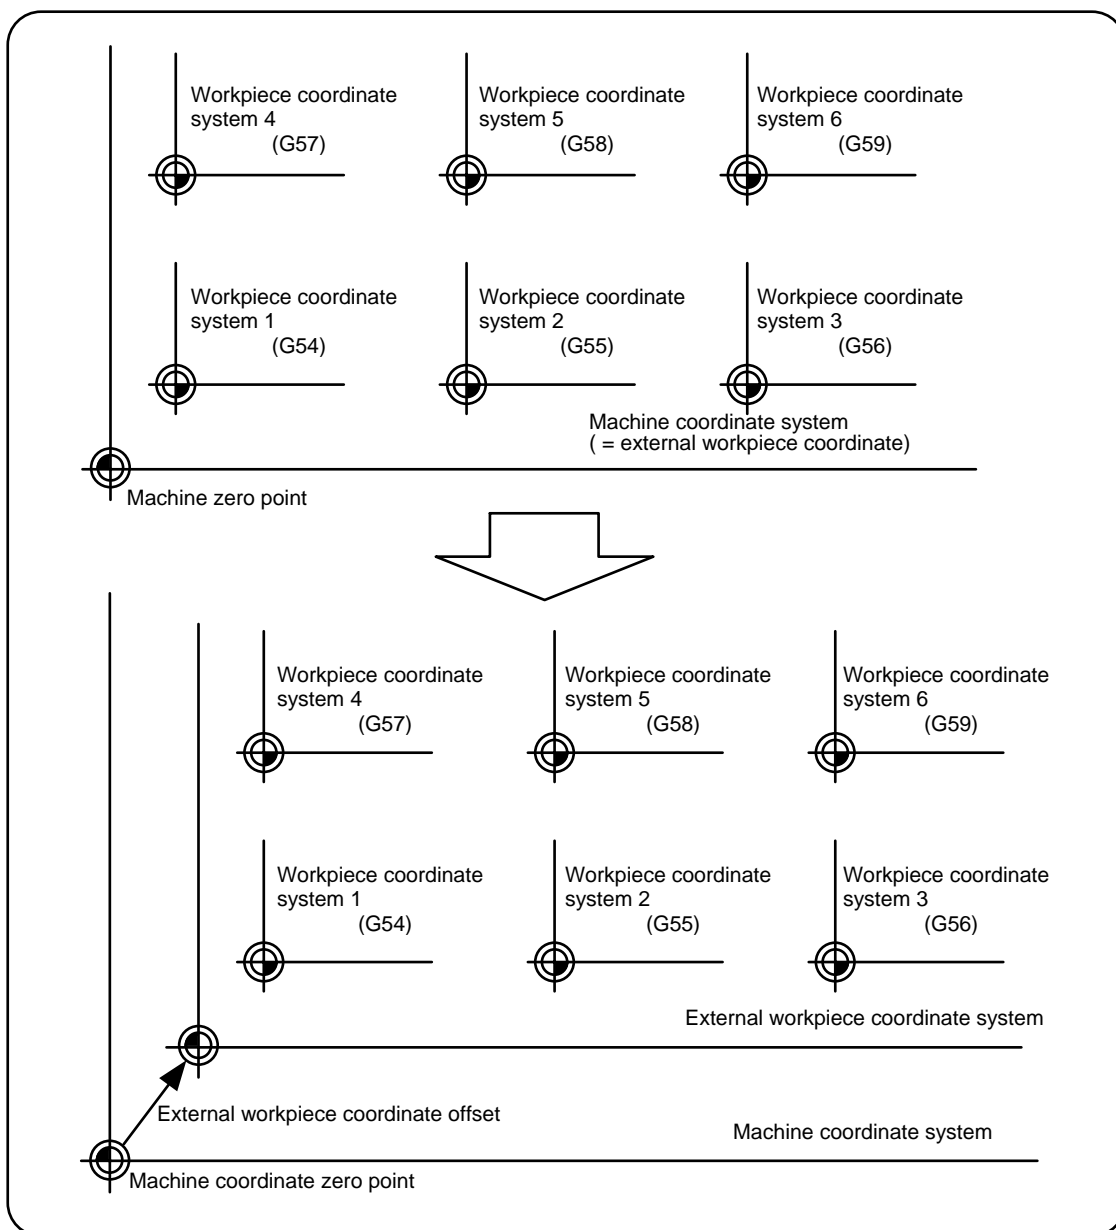 Workpiece coordinate
system 4
(G57)
Workpiece coordinate
system 5
(G58)
Workpiece coordinate
system 6
(G59)
Workpiece coordinate
system 1
(G54)
Workpiece coordinate
system 2
(G55)
Workpiece coordinate
system 3
(G56)
Machine coordinate system
( = external workpiece coordinate)
Machine zero point
Workpiece coordinate
system 4
(G57)
Workpiece coordinate
system 5
(G58)
Workpiece coordinate
system 6
(G59)
Workpiece coordinate
system 1
(G54)
Workpiece coordinate
system 2
(G55)
Workpiece coordinate
system 3
(G56)
External workpiece coordinate system
External workpiece coordinate offset
Machine coordinate system
Machine coordinate zero point